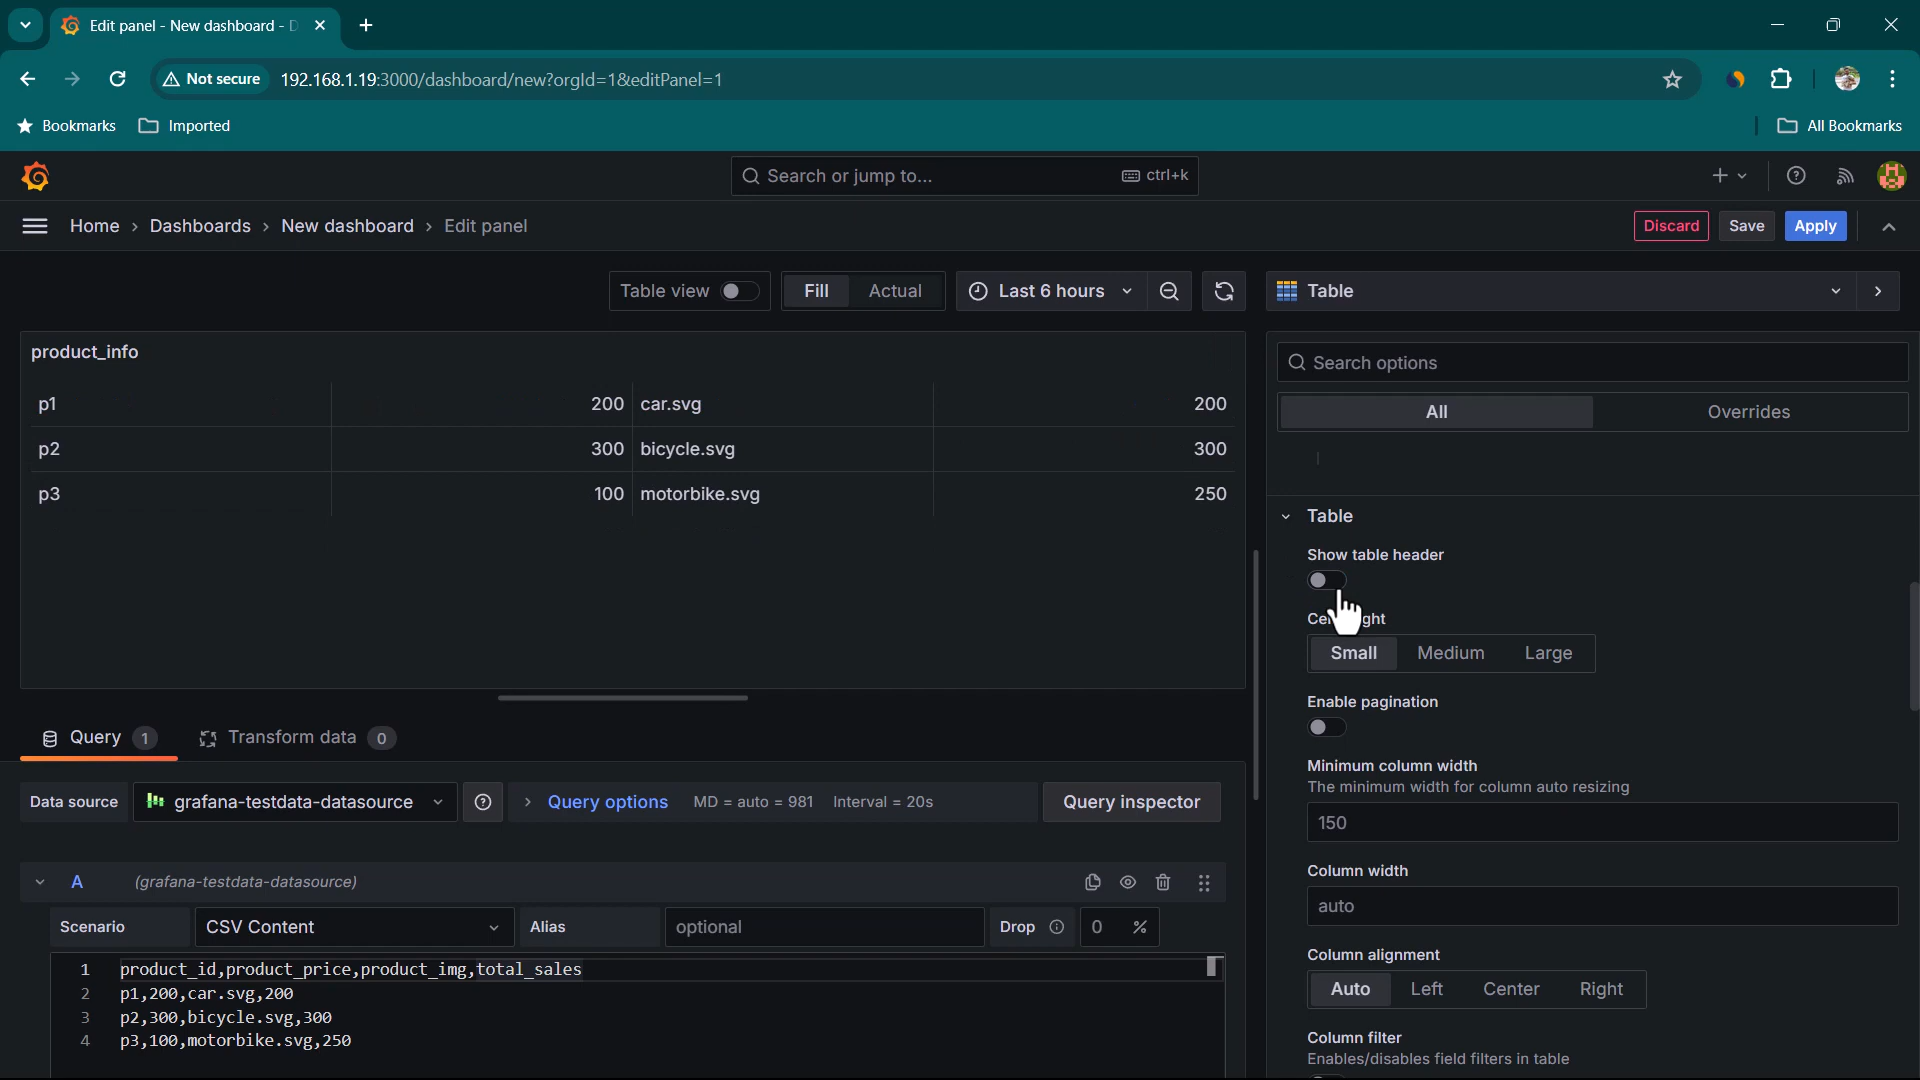 Edit panel - New dashboard - D
Not secure
192.168.1.19:3000/dashboard/new?orgId=1&editPanel=1
Bookmarks
Imported
All Bookmarks
Search or jump to...
ctrl+k
Home
Dashboards
New dashboard
Edit panel
Discard
Save
Apply
Table view
Fill
Actual
Last 6 hours
Table
product_info
Search options
All
Overrides
p1 200 car.svg 200
p2 300 bicycle.svg 300
p3 100 motorbike.svg 250
Table
Show table header
Ce ght
Small
Medium
Large
Enable pagination
Minimum column width
The minimum width for column auto resizing
150
Column width
auto
Column alignment
Auto
Left
Center
Right
Column filter
Enables/disables field filters in table
Query 1
Transform data 0
Data source
grafana-testdata-datasource
Query options
MD = auto = 981
Interval = 20s
Query inspector
A
(grafana-testdata-datasource)
Scenario
CSV Content
Alias
optional
Drop
0
%
1 product_id,product_price,product_img,total_sales
2 p1,200,car.svg,200
3 p2,300,bicycle.svg,300
4 p3,100,motorbike.svg,250